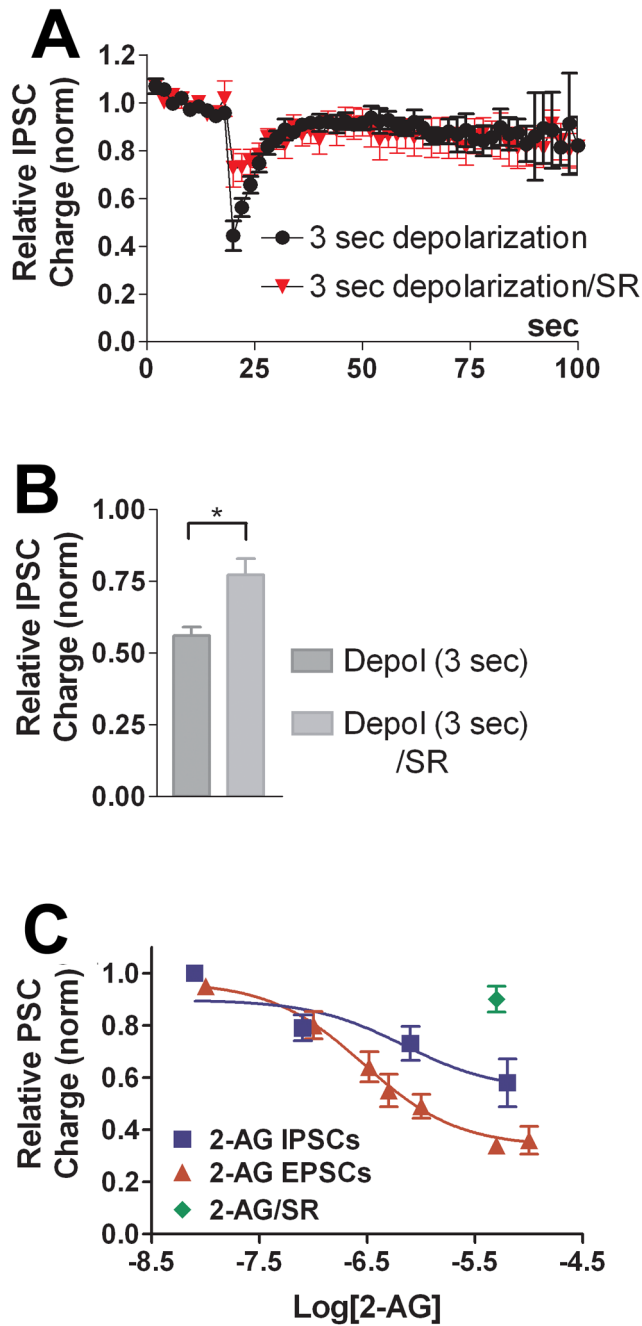 A
Relative IPSC
Charge (norm)
1.2
1.0
0.8
0.6
0.4
0.2
0.0
3 sec depolarization
3 sec depolarization/SR
sec
0
25
50
75
100
B
Relative IPSC
Charge (norm)
1.00
0.75
0.50
0.25
0.00
*
Depol (3 sec)
Depol (3 sec)
/SR
C
Relative PSC
Charge (norm)
1.0
0.8
0.6
0.4
0.2
0.0
2-AG IPSCs
2-AG EPSCs
2-AG/SR
-8.5
-7.5
-6.5
-5.5
-4.5
Log[2-AG]